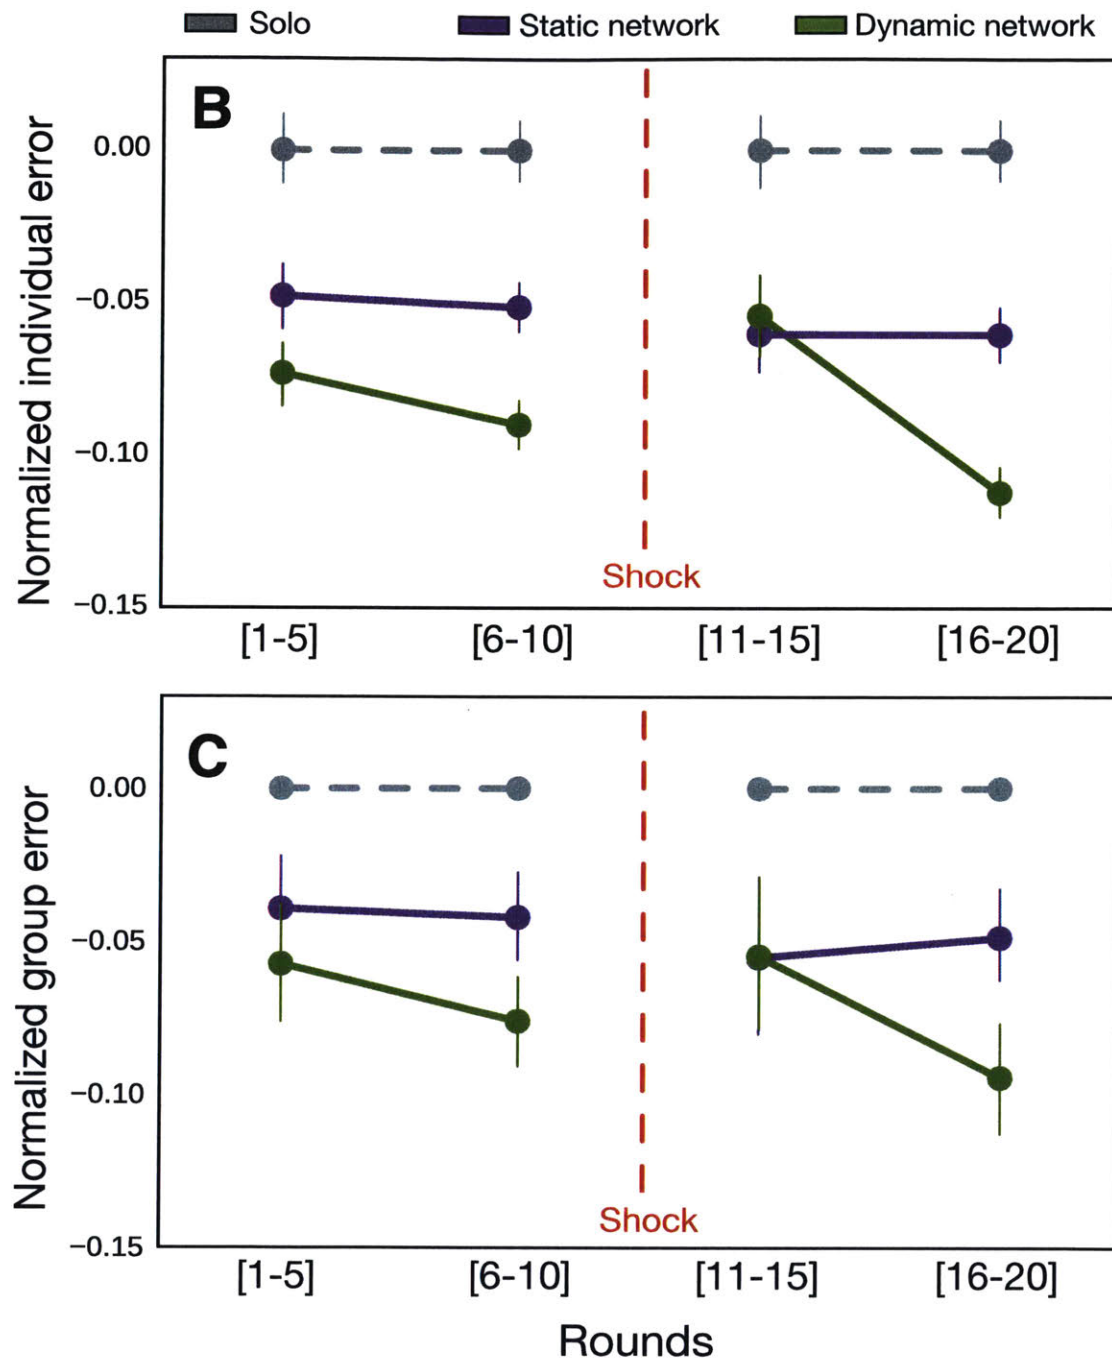 Solo Static network Dynamic network
B
Normalized individual error
0.00
−0.05
−0.10
−0.15
Shock
[1-5] [6-10] [11-15] [16-20]
C
Normalized group error
0.00
−0.05
−0.10
−0.15
Shock
[1-5] [6-10] [11-15] [16-20]
Rounds